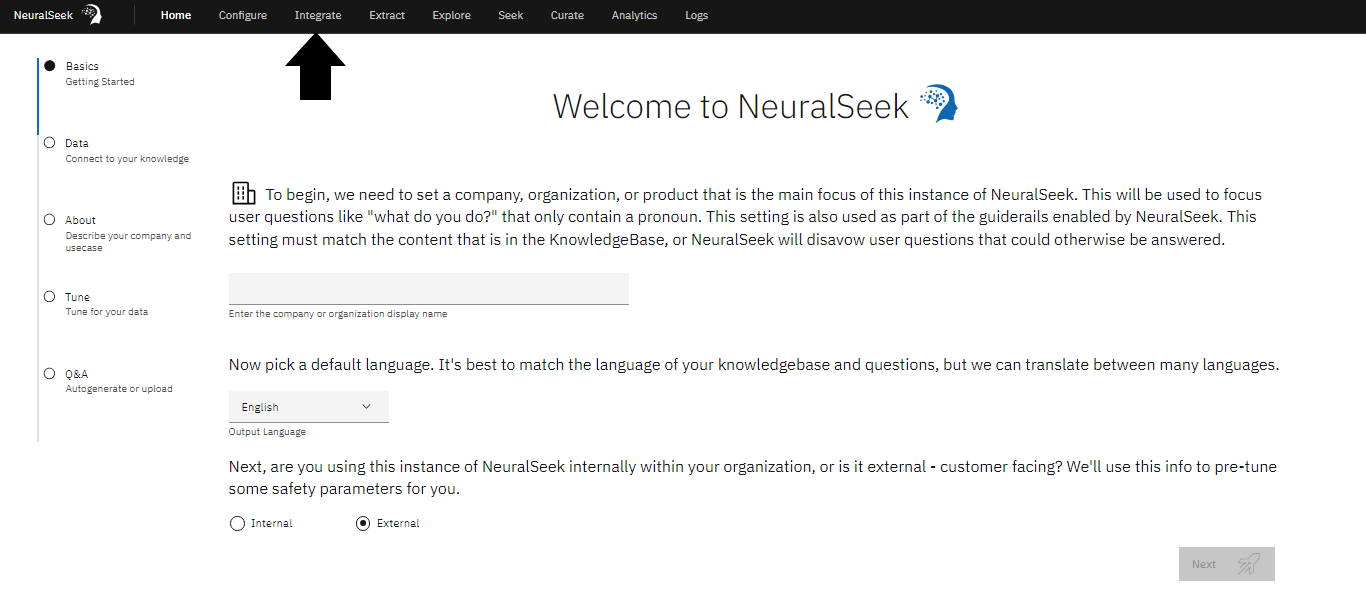 NeuralSeek Home Configure Integrate Extract Explore Seek Curate Analytics Logs
Basics
Getting Started
Data
Connect to your knowledge
About
Describe your company and
usecase
Tune
Tune for your data
Q&A
Autogenerate or upload
Welcome to NeuralSeek
To begin, we need to set a company, organization, or product that is the main focus of this instance of NeuralSeek. This will be used to focus
user questions like "what do you do?" that only contain a pronoun. This setting is also used as part of the guiderails enabled by NeuralSeek. This
setting must match the content that is in the KnowledgeBase, or NeuralSeek will disavow user questions that could otherwise be answered.
Enter the company or organization display name
Now pick a default language. It's best to match the language of your knowledgebase and questions, but we can translate between many languages.
English
Output Language
Next, are you using this instance of NeuralSeek internally within your organization, or is it external - customer facing? We'll use this info to pre-tune
some safety parameters for you.
Internal External
Next